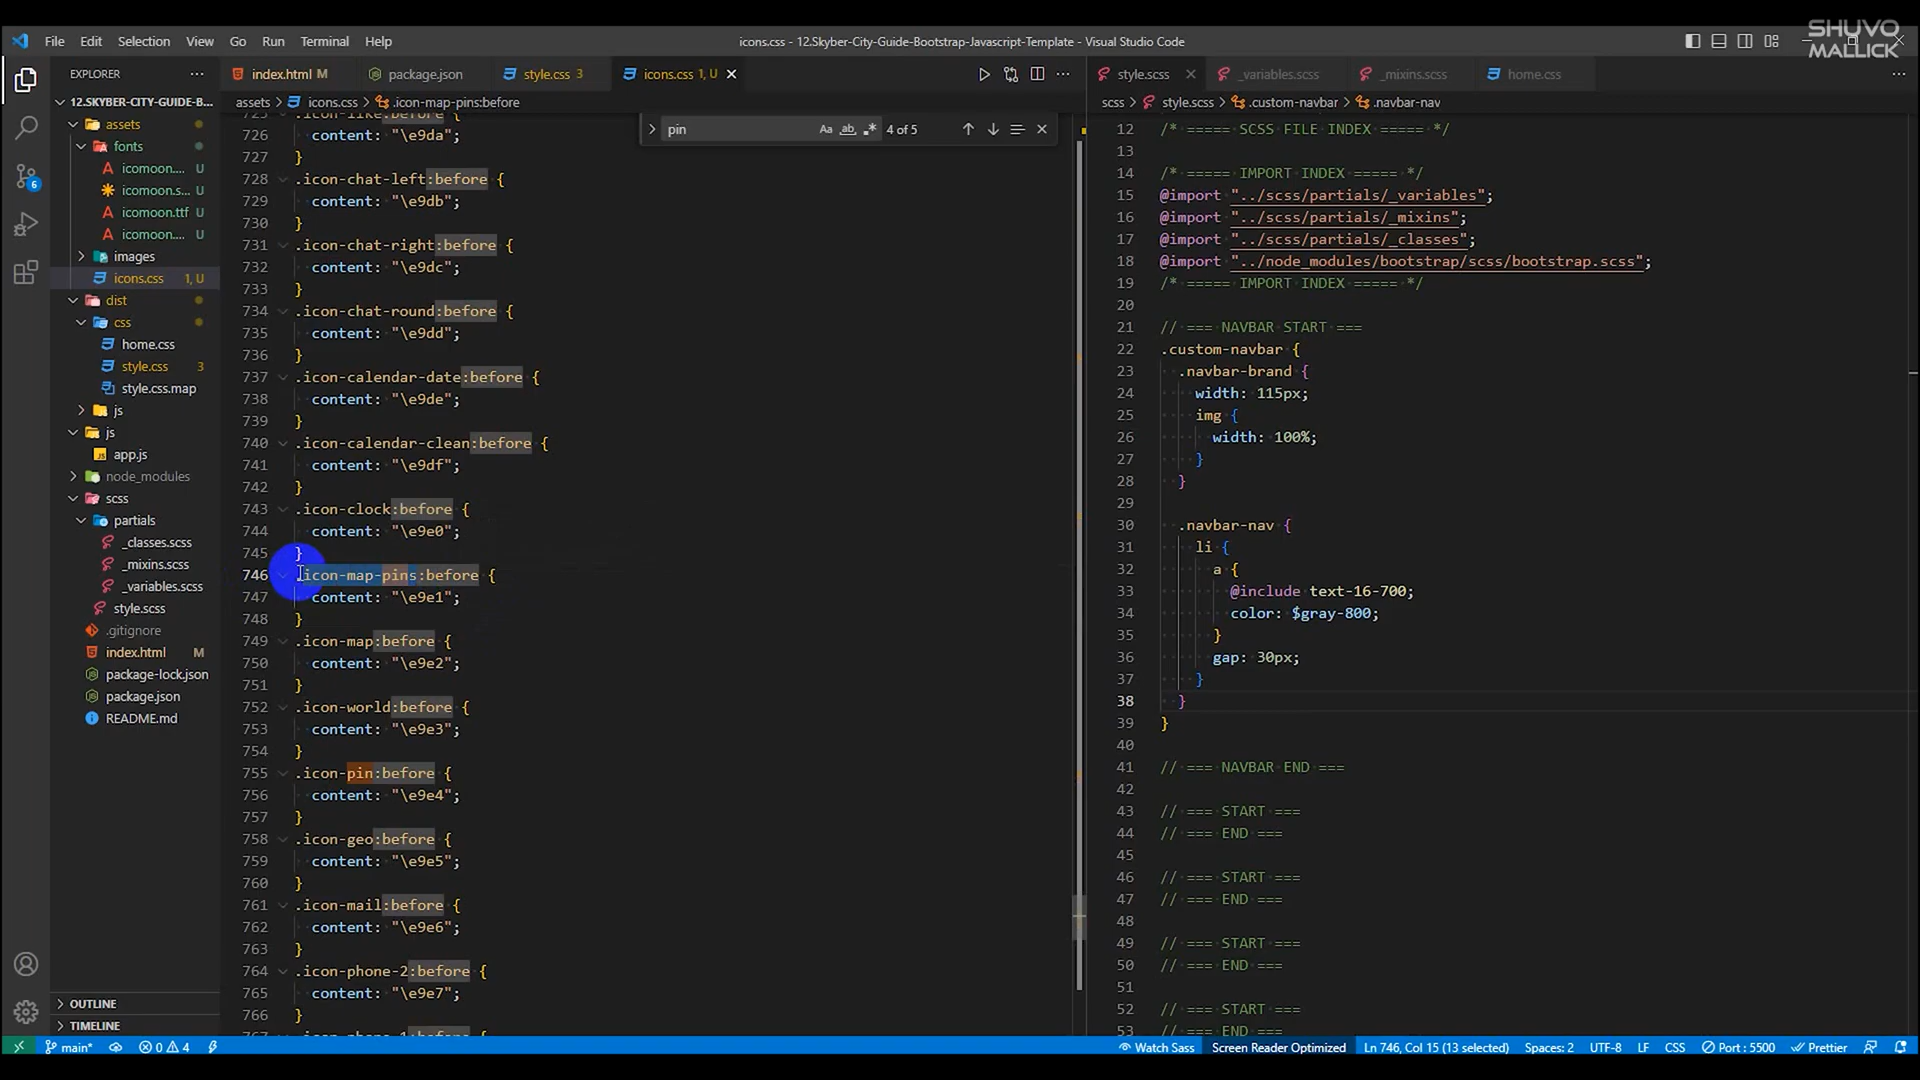 SHUVO
MALLICK
File Edit Selection View Go Run Terminal Help
icons.css - 12.Skyber-City-Guide-Bootstrap-Javascript-Template - Visual Studio Code
EXPLORER
12.SKYBER-CITY-GUIDE-B...
assets
fonts
icomoon.... U
icomoon.s... U
icomoon.ttf U
icomoon.... U
images
icons.css 1, U
dist
css
home.css
style.css 3
style.css.map
js
js
app.js
node_modules
scss
partials
_classes.scss
_mixins.scss
_variables.scss
style.scss
.gitignore
index.html M
package-lock.json
package.json
README.md
OUTLINE
TIMELINE
index.html M package.json style.css 3 icons.css 1, U
assets > icons.css > .icon-map-pins:before
pin Aa ab 4 of 5
725 .icon-like:before {
726 content: "\e9da";
727 }
728 .icon-chat-left:before {
729 content: "\e9db";
730 }
731 .icon-chat-right:before {
732 content: "\e9dc";
733 }
734 .icon-chat-round:before {
735 content: "\e9dd";
736 }
737 .icon-calendar-date:before {
738 content: "\e9de";
739 }
740 .icon-calendar-clean:before {
741 content: "\e9df";
742 }
743 .icon-clock:before {
744 content: "\e9e0";
745 }
746 .icon-map-pins:before {
747 content: "\e9e1";
748 }
749 .icon-map:before {
750 content: "\e9e2";
751 }
752 .icon-world:before {
753 content: "\e9e3";
754 }
755 .icon-pin:before {
756 content: "\e9e4";
757 }
758 .icon-geo:before {
759 content: "\e9e5";
760 }
761 .icon-mail:before {
762 content: "\e9e6";
763 }
764 .icon-phone-2:before {
765 content: "\e9e7";
766 }
style.scss _variables.scss _mixins.scss home.css
scss > style.scss > .custom-navbar > .navbar-nav
12 /* ===== SCSS FILE INDEX ===== */
13
14 /* ===== IMPORT INDEX ===== */
15 @import "../scss/partials/_variables";
16 @import "../scss/partials/_mixins";
17 @import "../scss/partials/_classes";
18 @import "../node_modules/bootstrap/scss/bootstrap.scss";
19 /* ===== IMPORT INDEX ===== */
20
21 // === NAVBAR START ===
22 .custom-navbar {
23 .navbar-brand {
24 width: 115px;
25 img {
26 width: 100%;
27 }
28 }
29
30 .navbar-nav {
31 li {
32 a {
33 @include text-16-700;
34 color: $gray-800;
35 }
36 gap: 30px;
37 }
38 }
39 }
40
41 // === NAVBAR END ===
42
43 // === START ===
44 // === END ===
45
46 // === START ===
47 // === END ===
48
49 // === START ===
50 // === END ===
51
52 // === START ===
53 // === END ===
6
main* 0 4 Watch Sass Screen Reader Optimized Ln 746, Col 15 (13 selected) Spaces: 2 UTF-8 LF CSS Port : 5500 Prettier